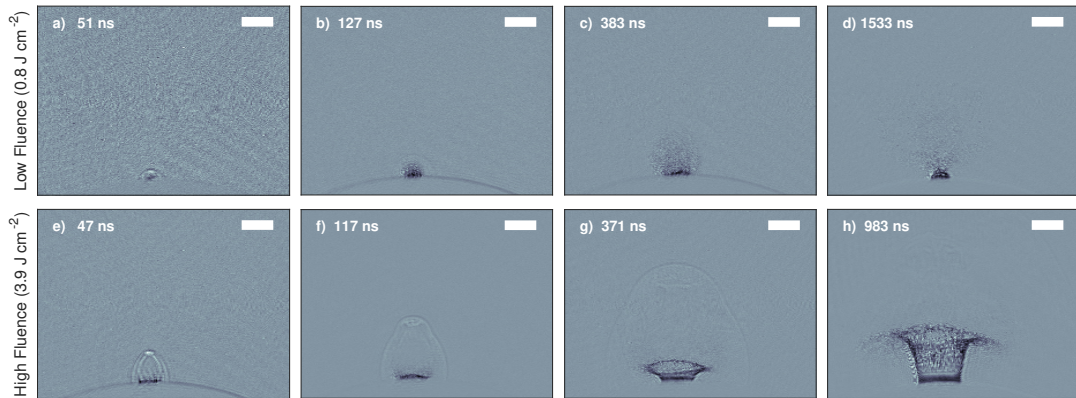 Low Fluence (0.8 J cm-2)
a) 51 ns
b) 127 ns
c) 383 ns
d) 1533 ns
High Fluence (3.9 J cm-2)
e) 47 ns
f) 117 ns
g) 371 ns
h) 983 ns